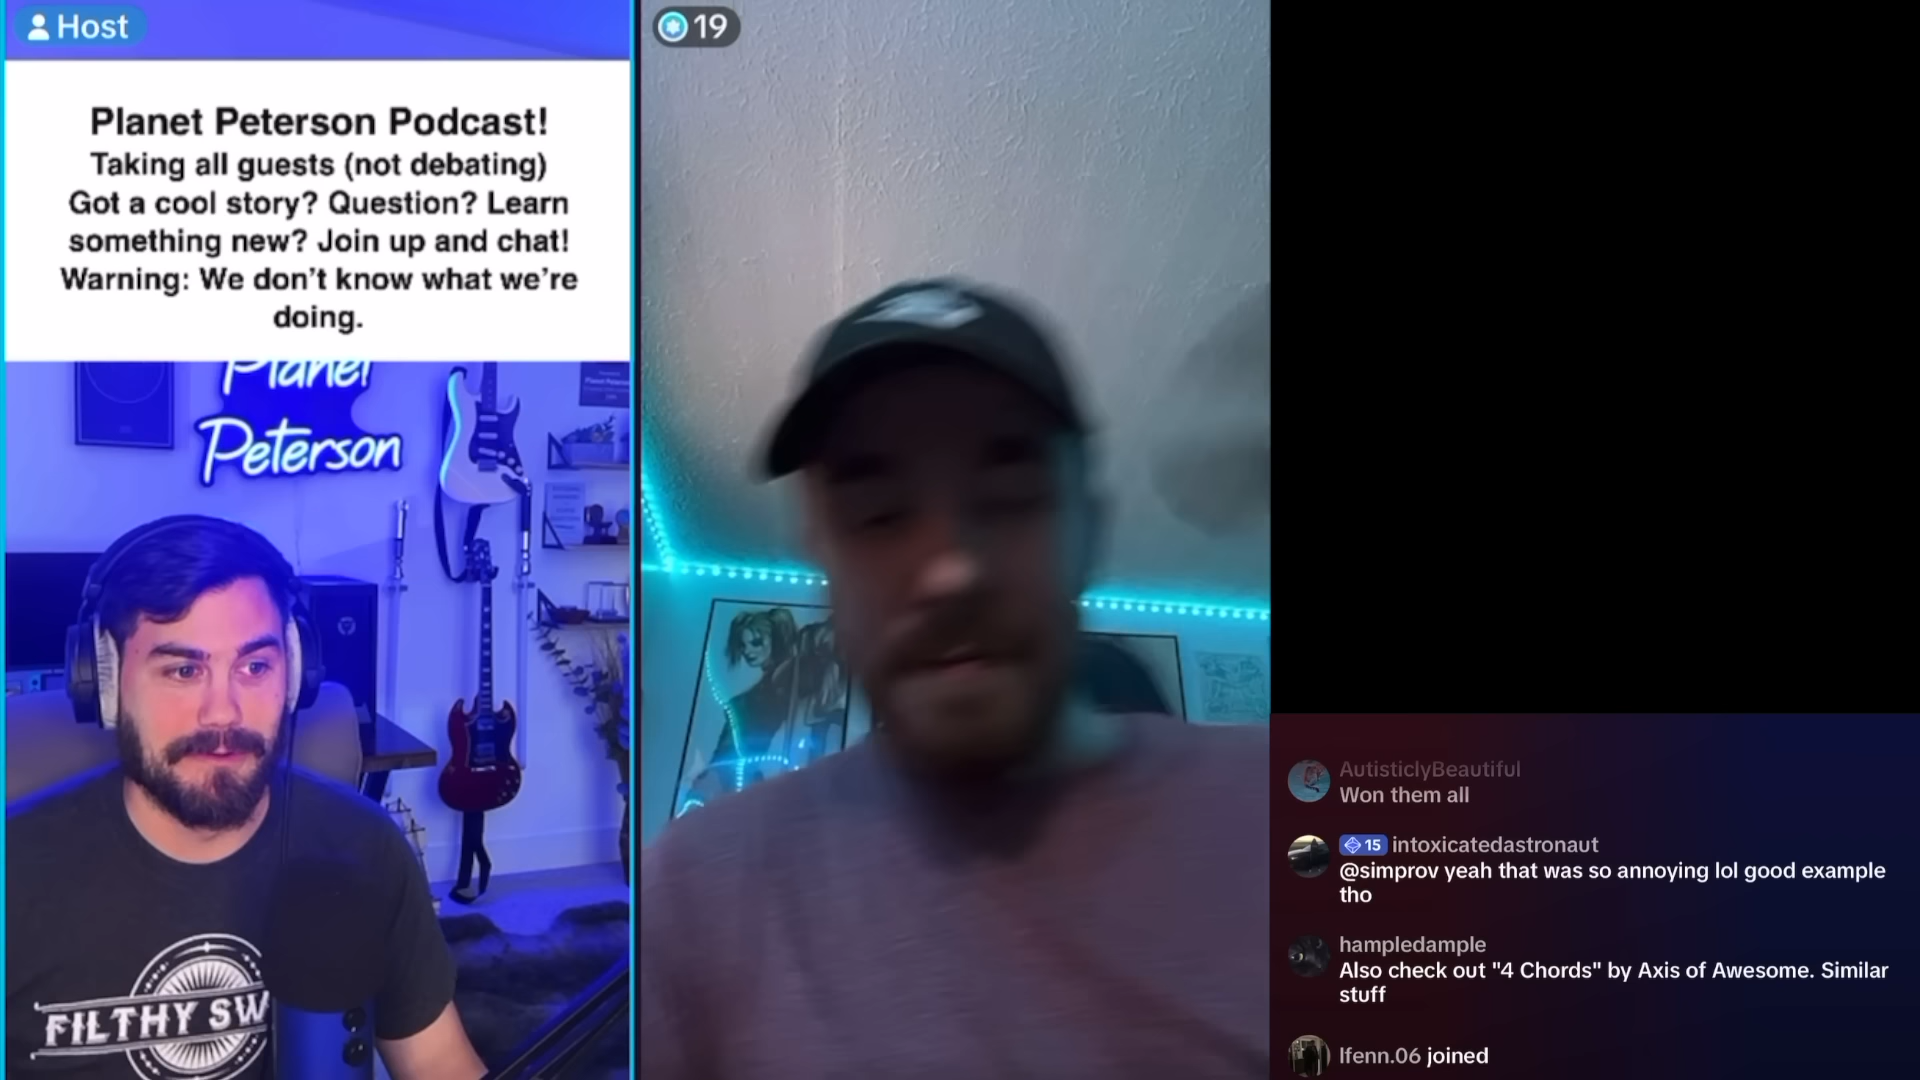 Host
Planet Peterson Podcast!
Taking all guests (not debating)
Got a cool story? Question? Learn
something new? Join up and chat!
Warning: We don't know what we're
doing.
Planet
Peterson
FILTHY SW
19
AutisticlyBeautiful
Won them all
15 intoxicatedastronaut
@simprov yeah that was so annoying lol good example
tho
hampledample
Also check out "4 Chords" by Axis of Awesome. Similar
stuff
lfenn.06 joined